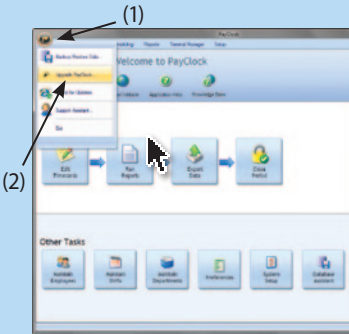 (1)
PayClock
Reports Terminal Manager Setup
Backup/Restore Data...
Welcome to PayClock
Upgrade PayClock...
for Updates
Application Help Knowledge Base
Support Assistant...
Exit
(2)
Edit Timecards
Run Reports
Export Data
Close Period
Other Tasks
Maintain Employees
Maintain Shifts
Maintain Departments
Preferences
System Setup
Database Assistant